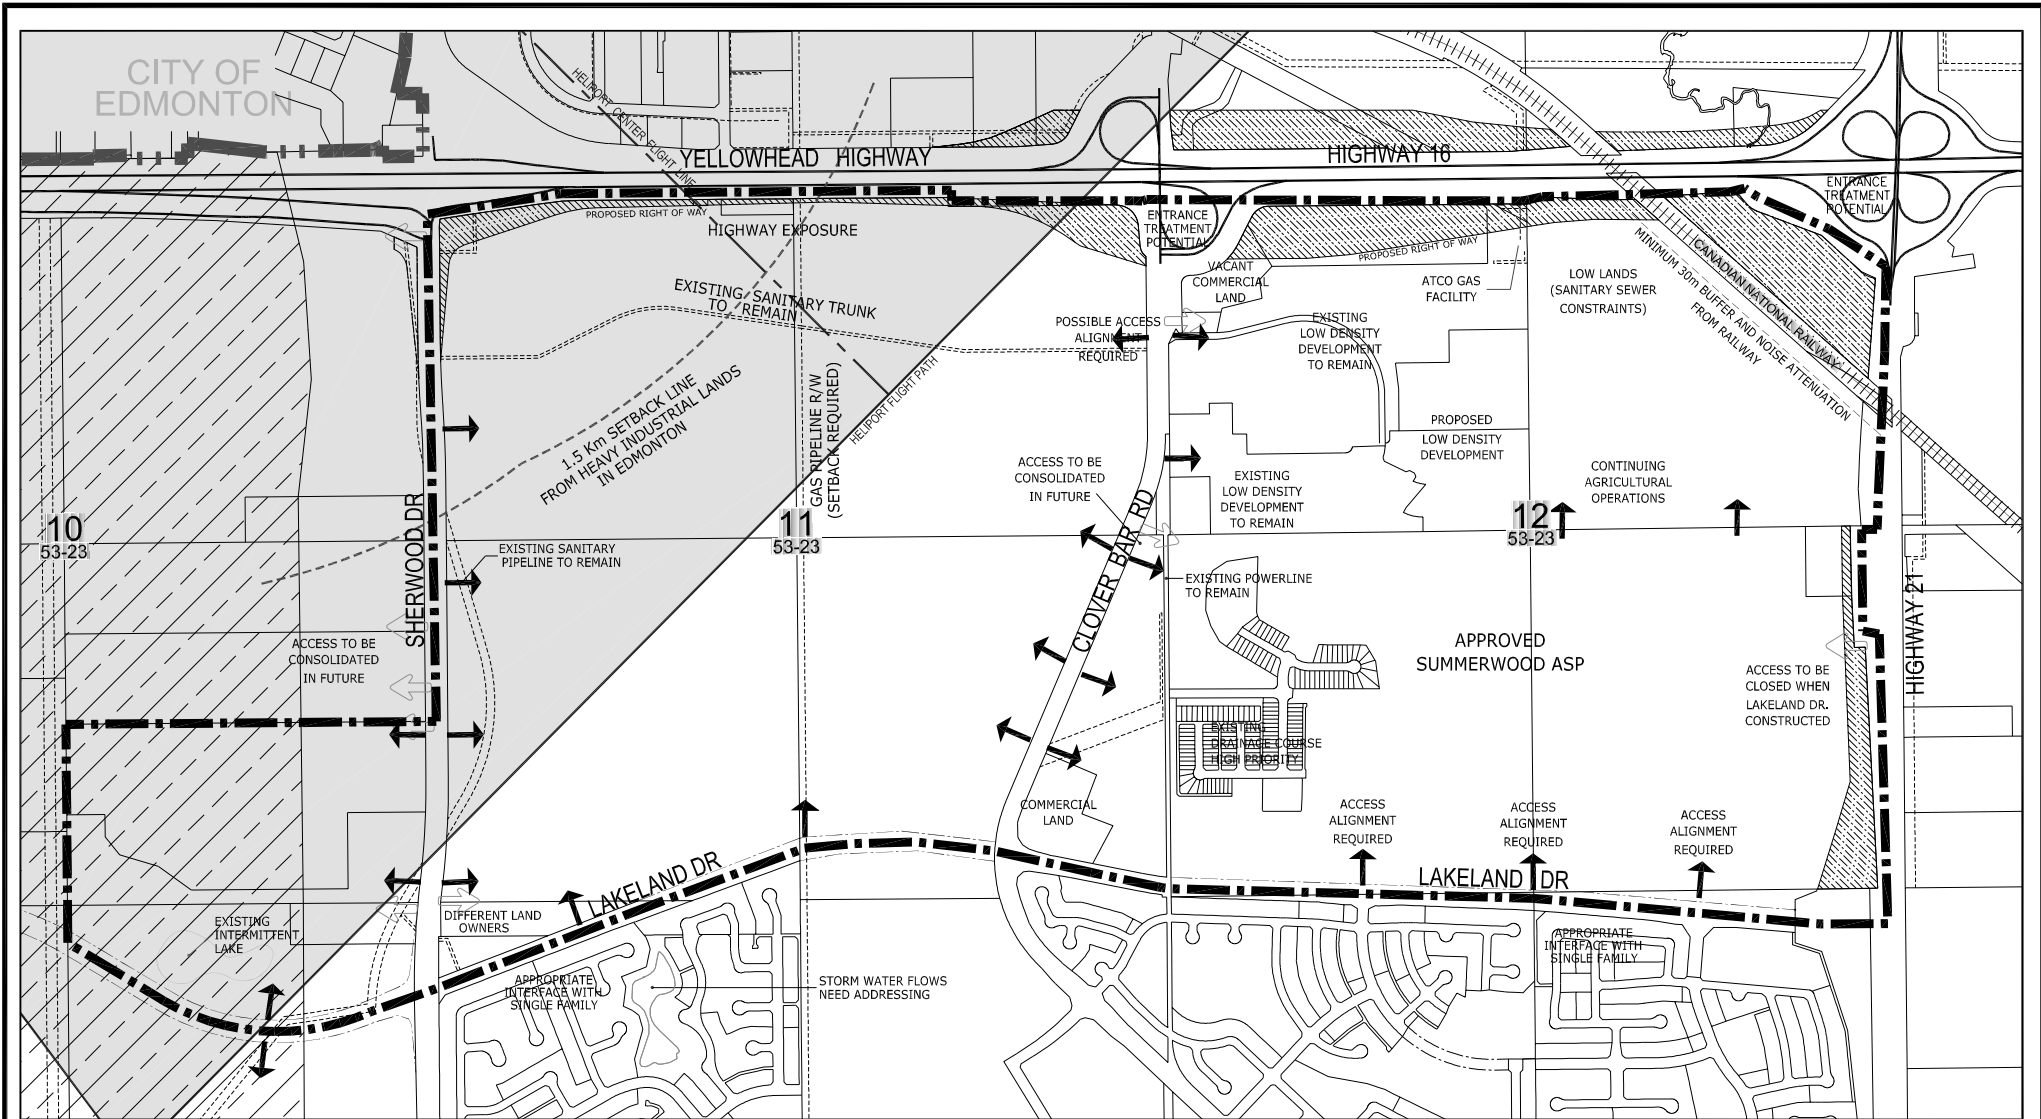 CITY OF
EDMONTON
HELIPORT CENTER FLIGHT LINE
YELLOWHEAD HIGHWAY
HIGHWAY 16
PROPOSED RIGHT OF WAY
HIGHWAY EXPOSURE
ENTRANCE
TREATMENT
POTENTIAL
ENTRANCE
TREATMENT
POTENTIAL
PROPOSED RIGHT OF WAY
VACANT
COMMERCIAL
LAND
ATCO GAS
FACILITY
LOW LANDS
(SANITARY SEWER
CONSTRAINTS)
CANADIAN NATIONAL RAILWAY
MINIMUM 30m BUFFER AND NOISE ATTENUATION
FROM RAILWAY
EXISTING SANITARY TRUNK
TO REMAIN
POSSIBLE ACCESS
ALIGNMENT
REQUIRED
EXISTING
LOW DENSITY
DEVELOPMENT
TO REMAIN
1.5 Km SETBACK LINE
FROM HEAVY INDUSTRIAL LANDS
IN EDMONTON
GAS PIPELINE R/W
(SETBACK REQUIRED)
HELIPORT FLIGHT PATH
PROPOSED
LOW DENSITY
DEVELOPMENT
ACCESS TO BE
CONSOLIDATED
IN FUTURE
EXISTING
LOW DENSITY
DEVELOPMENT
TO REMAIN
CONTINUING
AGRICULTURAL
OPERATIONS
10
53-23
11
53-23
12
53-23
SHERWOOD DR
EXISTING SANITARY
PIPELINE TO REMAIN
CLOVER BAR RD
EXISTING POWERLINE
TO REMAIN
HIGHWAY 21
ACCESS TO BE
CONSOLIDATED
IN FUTURE
APPROVED
SUMMERWOOD ASP
ACCESS TO BE
CLOSED WHEN
LAKELAND DR.
CONSTRUCTED
EXISTING
DRAINAGE COURSE
HIGH PRIORITY
COMMERCIAL
LAND
ACCESS
ALIGNMENT
REQUIRED
ACCESS
ALIGNMENT
REQUIRED
ACCESS
ALIGNMENT
REQUIRED
LAKELAND DR
LAKELAND DR
EXISTING
INTERMITTENT
LAKE
DIFFERENT LAND
OWNERS
APPROPRIATE
INTERFACE WITH
SINGLE FAMILY
STORM WATER FLOWS
NEED ADDRESSING
APPROPRIATE
INTERFACE WITH
SINGLE FAMILY